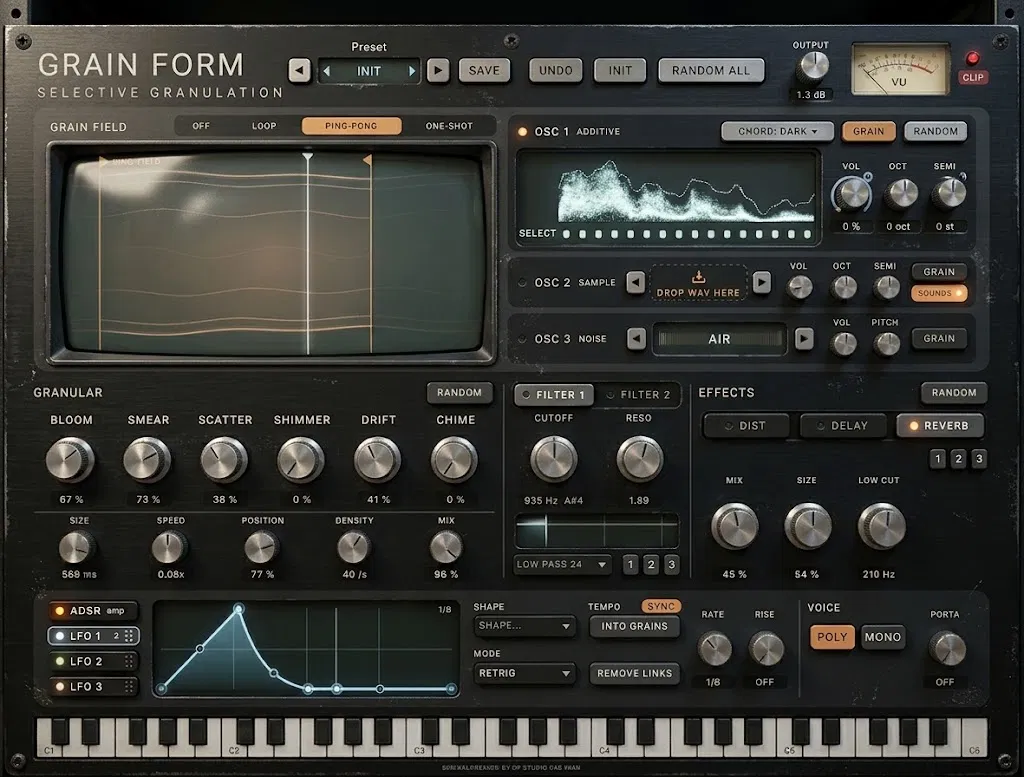 GRAIN FORM
SELECTIVE GRANULATION
Preset
INIT
SAVE
UNDO
INIT
RANDOM ALL
OUTPUT
1.3 dB
VU
CLIP
GRAIN FIELD
OFF
LOOP
PING-PONG
ONE-SHOT
OSC 1 ADDITIVE
CHORD: DARK
GRAIN
RANDOM
SELECT
VOL
OCT
SEMI
0 %
0 oct
0 st
OSC 2 SAMPLE
DROP WAV HERE
VOL
OCT
SEMI
GRAIN
SOUNDS
OSC 3 NOISE
AIR
VGL
PITCH
GRAIN
GRANULAR
RANDOM
BLOOM
SMEAR
SCATTER
SHIMMER
DRIFT
CHIME
67 %
73 %
38 %
0 %
41 %
0 %
SIZE
SPEED
POSITION
DENSITY
MIX
568 ms
0.08x
77 %
40 /s
96 %
FILTER 1
FILTER 2
CUTOFF
RESO
935 Hz A#4
1.89
LOW PASS 24
1
2
3
EFFECTS
RANDOM
DIST
DELAY
REVERB
1
2
3
MIX
SIZE
LOW CUT
45 %
54 %
210 Hz
ADSR amp
LFO 1 2
LFO 2
LFO 3
1/8
SHAPE
SHAPE...
MODE
RETRIG
TEMPO
SYNC
INTO GRAINS
REMOVE LINKS
RATE
RISE
1/8
OFF
VOICE
POLY
MONO
PORTA
OFF
C1
C2
C3
C4
C5
C6